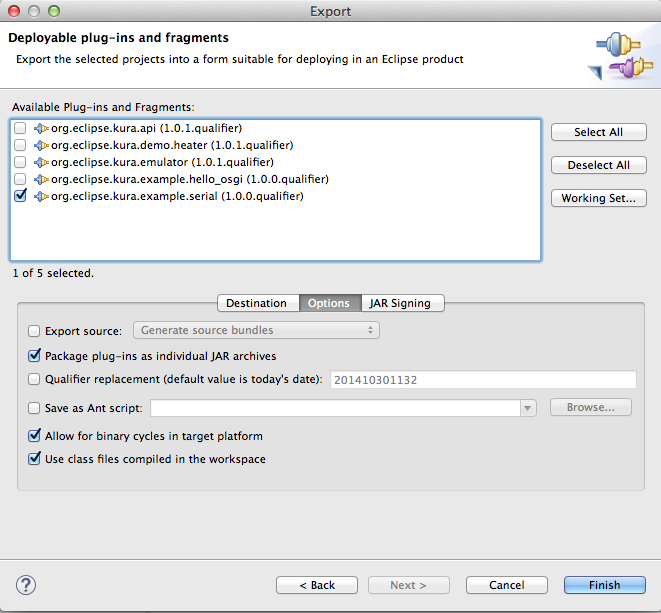 Export
Deployable plug-ins and fragments
Export the selected projects into a form suitable for deploying in an Eclipse product
Available Plug-ins and Fragments:
org.eclipse.kura.api (1.0.1.qualifier)
org.eclipse.kura.demo.heater (1.0.1.qualifier)
org.eclipse.kura.emulator (1.0.1.qualifier)
org.eclipse.kura.example.hello_osgi (1.0.0.qualifier)
org.eclipse.kura.example.serial (1.0.0.qualifier)
Select All
Deselect All
Working Set...
1 of 5 selected.
Destination Options JAR Signing
Export source: Generate source bundles
Package plug-ins as individual JAR archives
Qualifier replacement (default value is today's date): 201410301132
Save as Ant script: Browse...
Allow for binary cycles in target platform
Use class files compiled in the workspace
? < Back Next > Cancel Finish